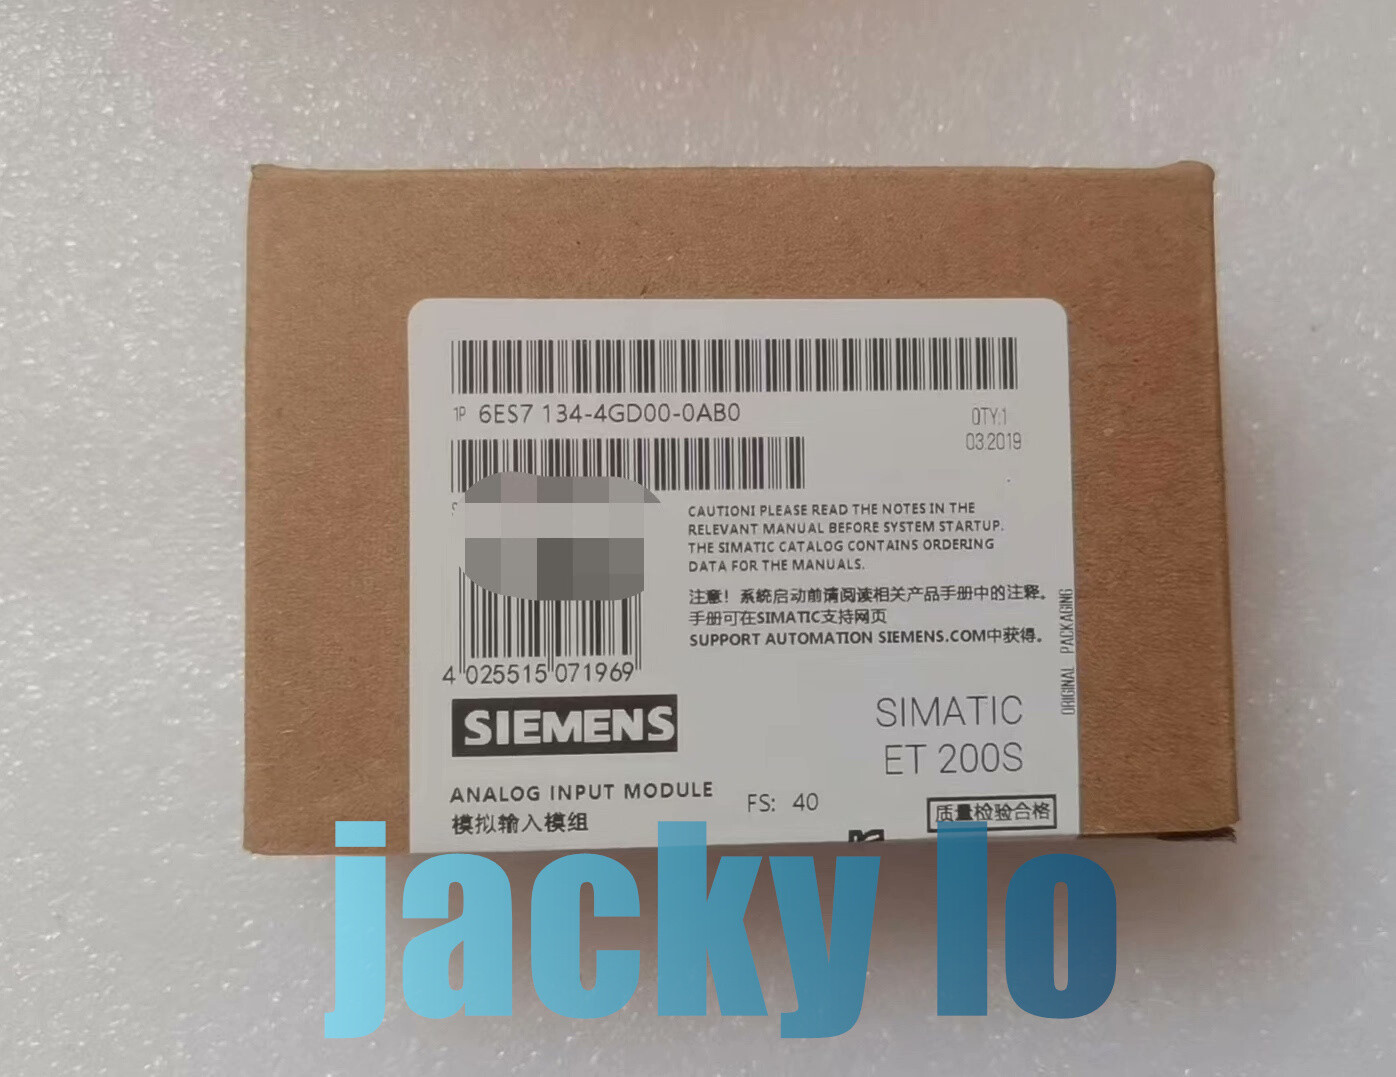 1P 6ES7 134-4GD00-0AB0
QTY:1
03.2019
S
CAUTION! PLEASE READ THE NOTES IN THE
RELEVANT MANUAL BEFORE SYSTEM STARTUP.
THE SIMATIC CATALOG CONTAINS ORDERING
DATA FOR THE MANUALS.
注意！系统启动前请阅读相关产品手册中的注释。
手册可在SIMATIC支持网页
SUPPORT AUTOMATION SIEMENS.COM中获得。
ORIGINAL PACKAGING
4 025515 071969
SIEMENS
SIMATIC
ET 200S
ANALOG INPUT MODULE
模拟输入模组
FS: 40
质量检验合格
jacky lo